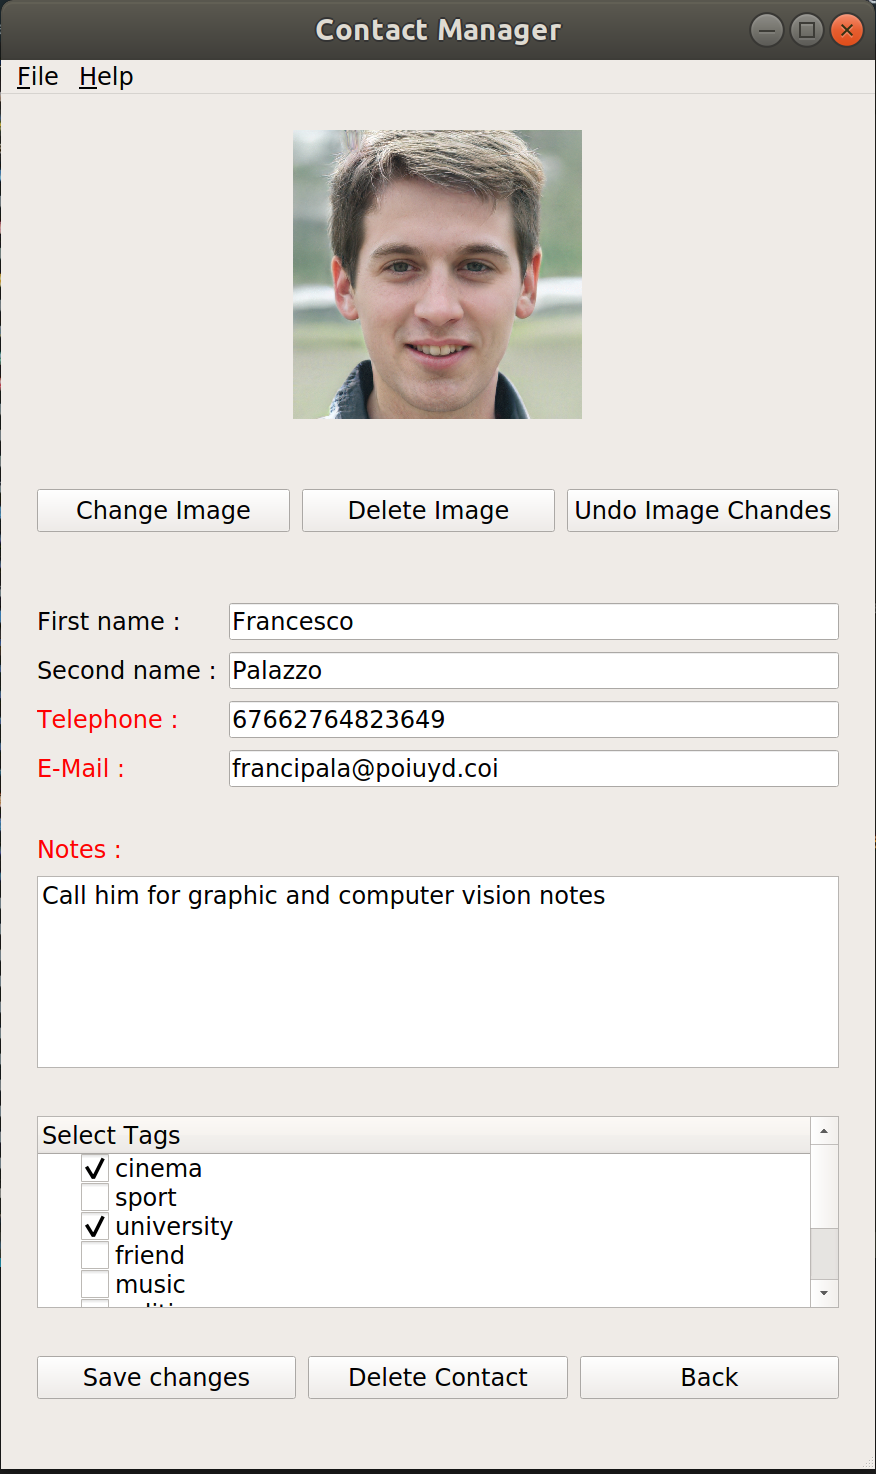 Contact Manager
File Help
Change Image Delete Image Undo Image Chandes
First name : Francesco
Second name : Palazzo
Telephone : 67662764823649
E-Mail : francipala@poiuyd.coi
Notes :
Call him for graphic and computer vision notes
Select Tags
cinema
sport
university
friend
music
Save changes Delete Contact Back